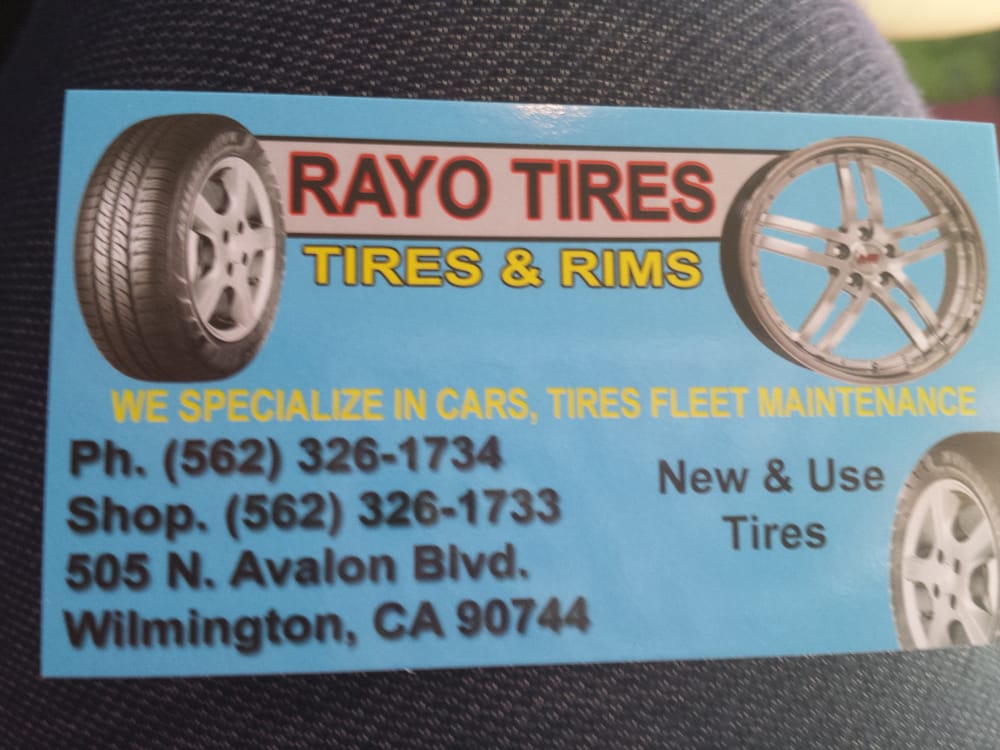 RAYO TIRES
TIRES & RIMS
WE SPECIALIZE IN CARS, TIRES FLEET MAINTENANCE
Ph. (562) 326-1734
Shop. (562) 326-1733
505 N. Avalon Blvd.
Wilmington, CA 90744
New & Use
Tires